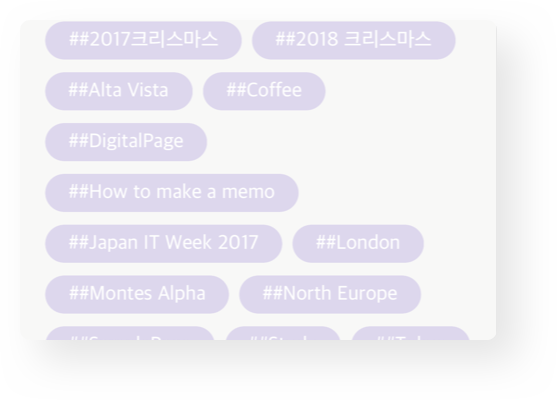 ##2017크리스마스 ##2018 크리스마스
##Alta Vista ##Coffee
##DigitalPage
##How to make a memo
##Japan IT Week 2017 ##London
##Montes Alpha ##North Europe